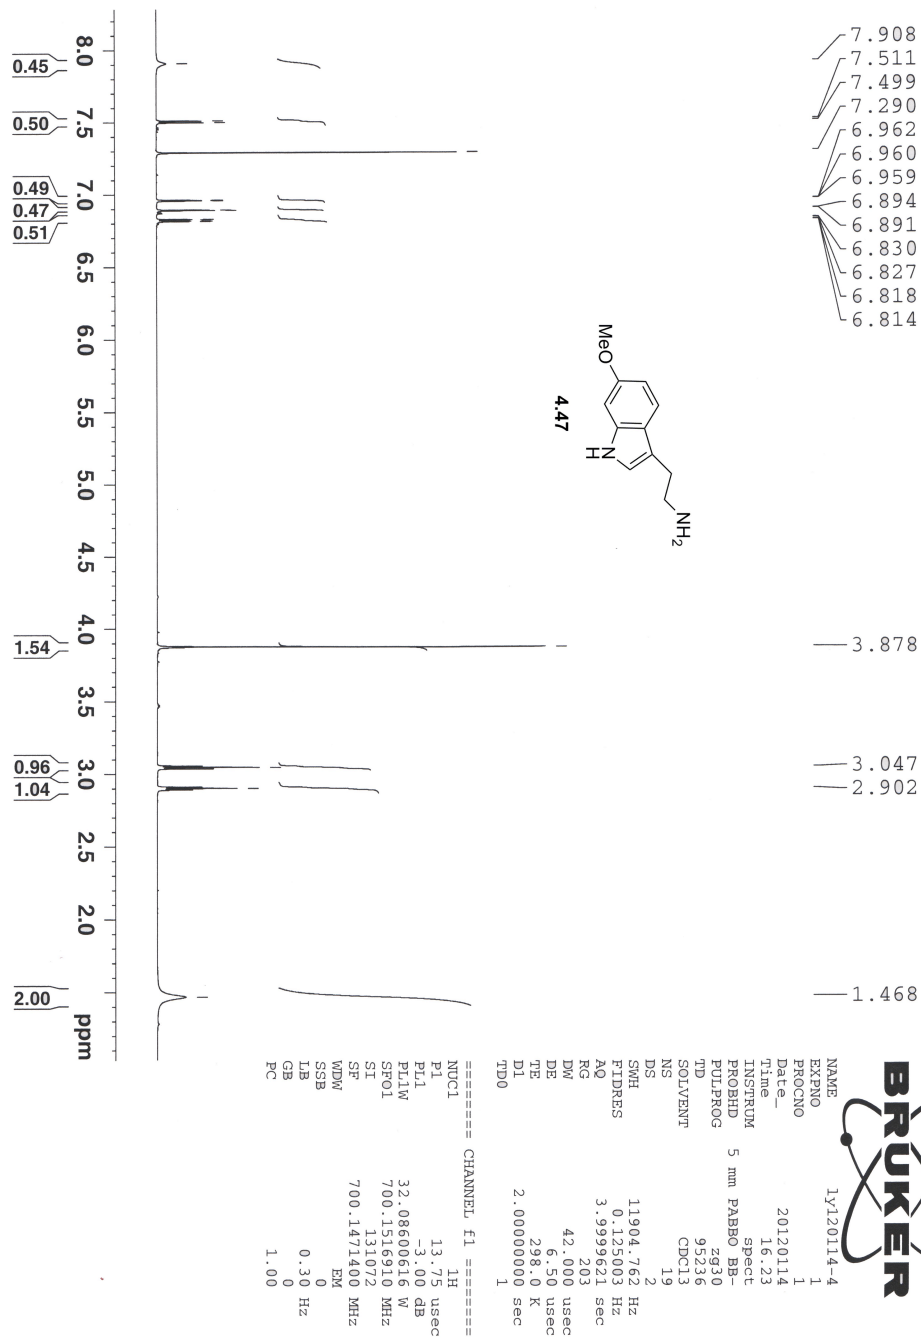 7.908
7.511
7.499
7.290
6.962
6.960
6.959
6.894
6.891
6.830
6.827
6.818
6.814
3.878
3.047
2.902
1.468
MeO
N
H
NH2
4.47
8.0 7.5 7.0 6.5 6.0 5.5 5.0 4.5 4.0 3.5 3.0 2.5 2.0 ppm
0.45
0.50
0.49
0.47
0.51
1.54
0.96
1.04
2.00
BRUKER
NAME ly120114-4
EXPNO 1
PROCNO 1
Date_ 20120114
Time 16.23
INSTRUM spect
PROBHD 5 mm PABBO BB-
PULPROG zg30
TD 95236
SOLVENT CDCl3
NS 19
DS 2
SWH 11904.762 Hz
FIDRES 0.125003 Hz
AQ 3.9999621 sec
RG 203
DW 42.000 usec
DE 6.50 usec
TE 298.0 K
D1 2.00000000 sec
TD0 1
======== CHANNEL f1 ========
NUC1 1H
P1 13.75 usec
PL1 -3.00 dB
PL1W 32.08600616 W
SFO1 700.1516910 MHz
SI 131072
SF 700.1471400 MHz
WDW EM
SSB 0
LB 0.30 Hz
GB 0
PC 1.00